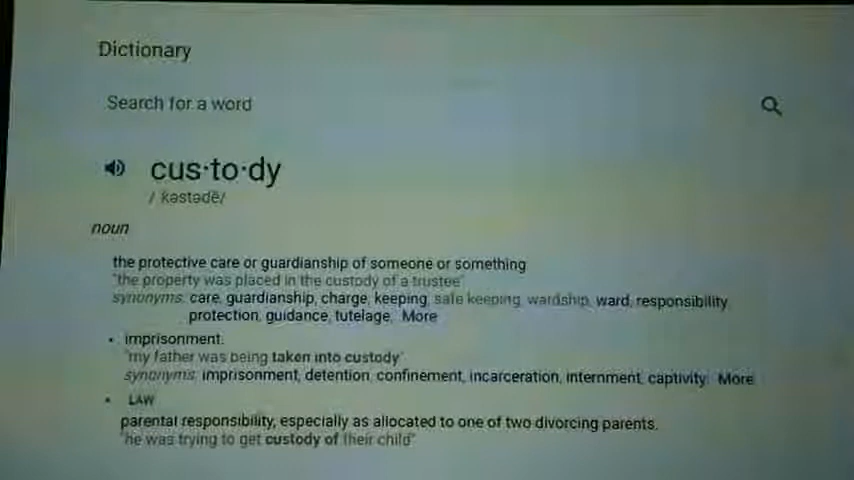 Dictionary
Search for a word
cus·to·dy
/ˈkəstədē/
noun
the protective care or guardianship of someone or something
"the property was placed in the custody of a trustee"
synonyms: care, guardianship, charge, keeping, safe keeping, wardship, ward, responsibility,
protection, guidance, tutelage; More
• imprisonment.
"my father was being taken into custody"
synonyms: imprisonment, detention, confinement, incarceration, internment, captivity; More
• LAW
parental responsibility, especially as allocated to one of two divorcing parents.
"he was trying to get custody of their child"